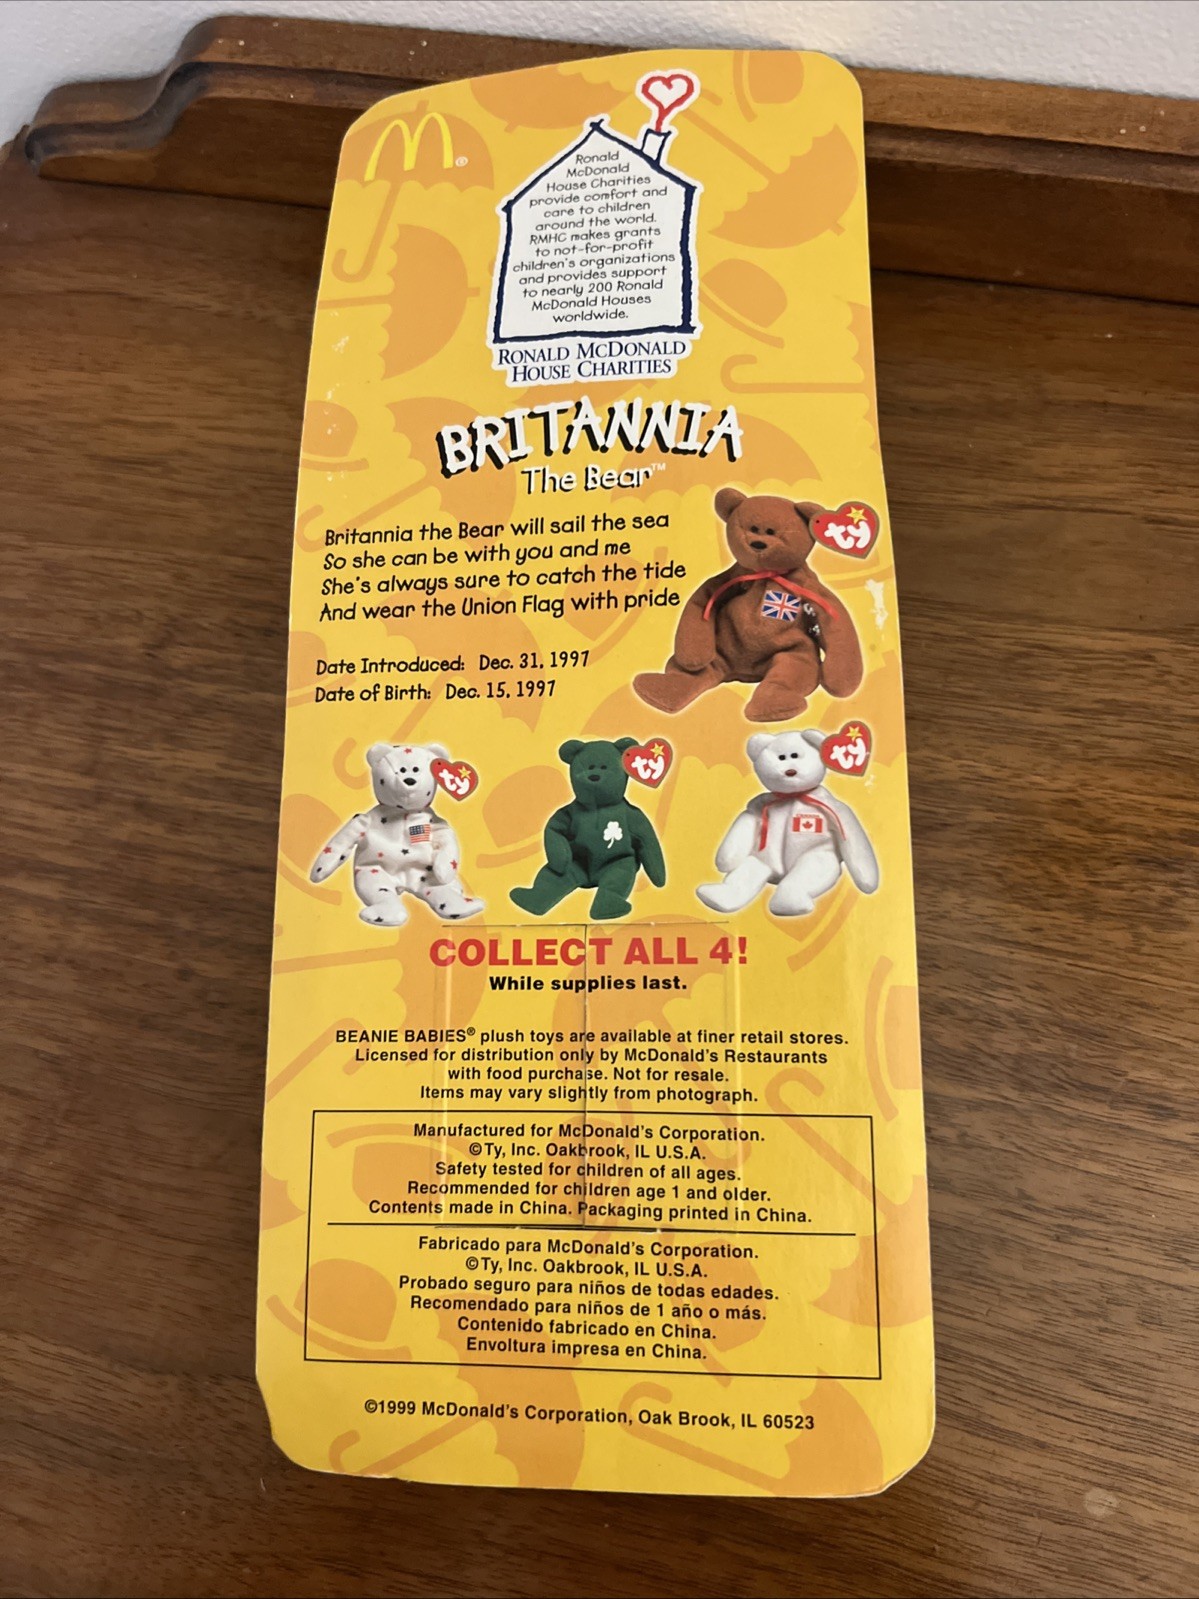 Ronald
McDonald
House Charities
provide comfort and
care to children
around the world.
RMHC makes grants
to not-for-profit
children's organizations
and provides support
to nearly 200 Ronald
McDonald Houses
worldwide.
RONALD MCDONALD
HOUSE CHARITIES
BRITANNIA
The Bear™
Britannia the Bear will sail the sea
So she can be with you and me
She's always sure to catch the tide
And wear the Union Flag with pride
Date Introduced: Dec. 31, 1997
Date of Birth: Dec. 15, 1997
ty
ty
ty
ty
COLLECT ALL 4!
While supplies last.
BEANIE BABIES® plush toys are available at finer retail stores.
Licensed for distribution only by McDonald's Restaurants
with food purchase. Not for resale.
Items may vary slightly from photograph.
Manufactured for McDonald's Corporation.
©Ty, Inc. Oakbrook, IL U.S.A.
Safety tested for children of all ages.
Recommended for children age 1 and older.
Contents made in China. Packaging printed in China.
Fabricado para McDonald's Corporation.
©Ty, Inc. Oakbrook, IL U.S.A.
Probado seguro para niños de todas edades.
Recomendado para niños de 1 año o más.
Contenido fabricado en China.
Envoltura impresa en China.
©1999 McDonald's Corporation, Oak Brook, IL 60523